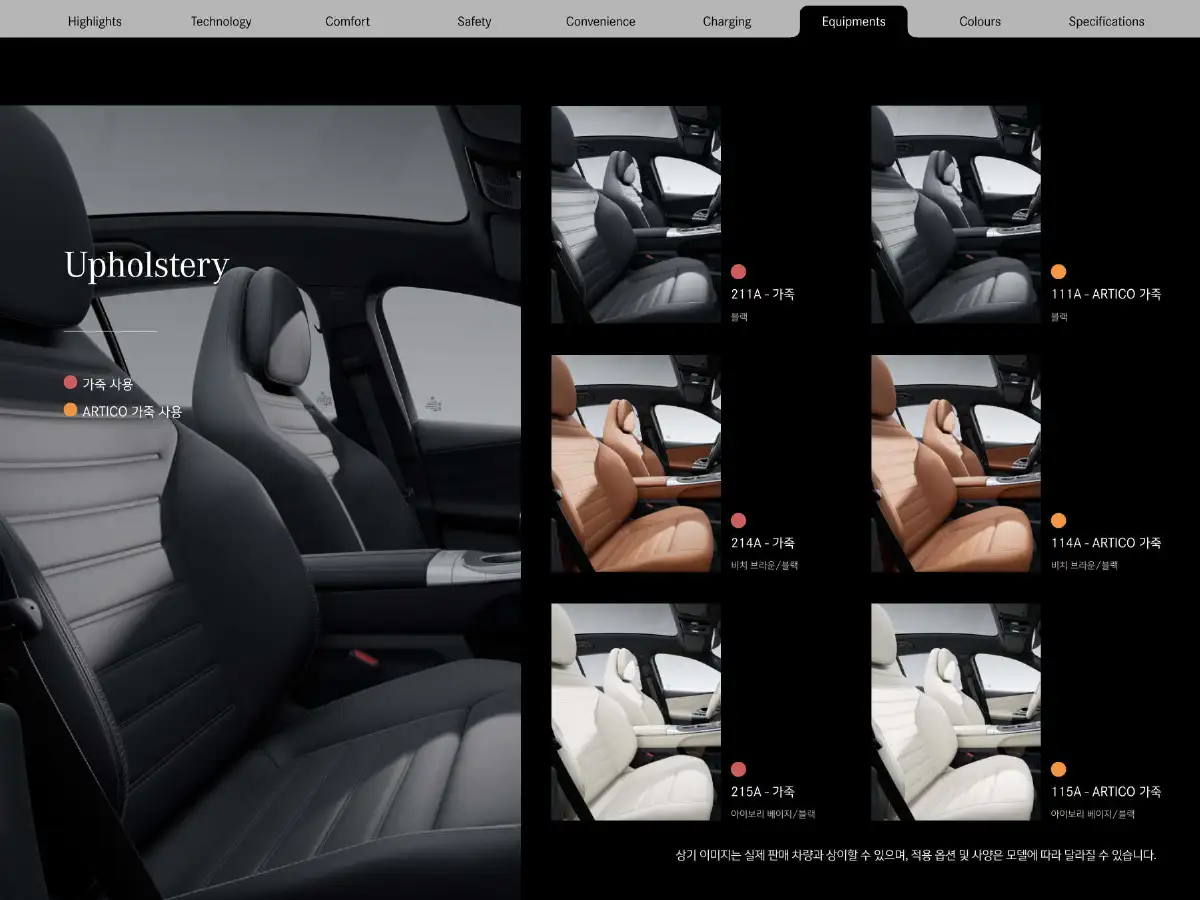 Highlights
Technology
Comfort
Safety
Convenience
Charging
Equipments
Colours
Specifications
Upholstery
가죽 사용
ARTICO 가죽 사용
211A - 가죽
블랙
111A - ARTICO 가죽
블랙
214A - 가죽
비치 브라운/블랙
114A - ARTICO 가죽
비치 브라운/블랙
215A - 가죽
아이보리 베이지/블랙
115A - ARTICO 가죽
아이보리 베이지/블랙
상기 이미지는 실제 판매 차량과 상이할 수 있으며, 적용 옵션 및 사양은 모델에 따라 달라질 수 있습니다.